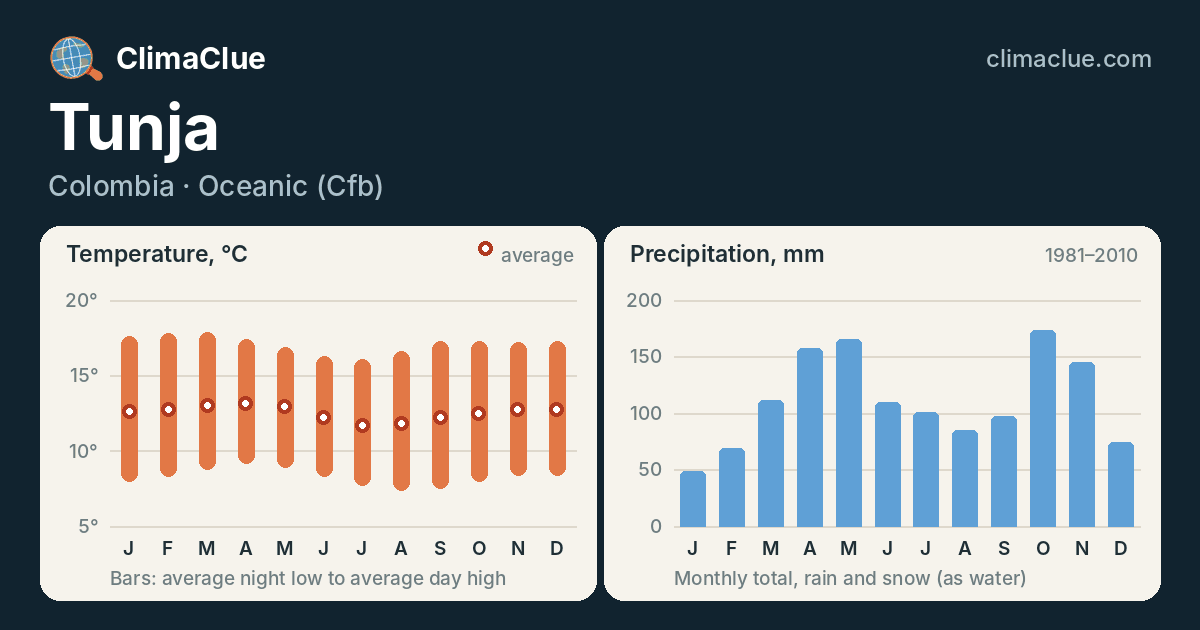 ClimaClue
climaclue.com
Tunja
Colombia · Oceanic (Cfb)
Temperature, °C
average
20°
15°
10°
5°
J F M A M J J A S O N D
Bars: average night low to average day high
Precipitation, mm
1981–2010
200
150
100
50
0
J F M A M J J A S O N D
Monthly total, rain and snow (as water)